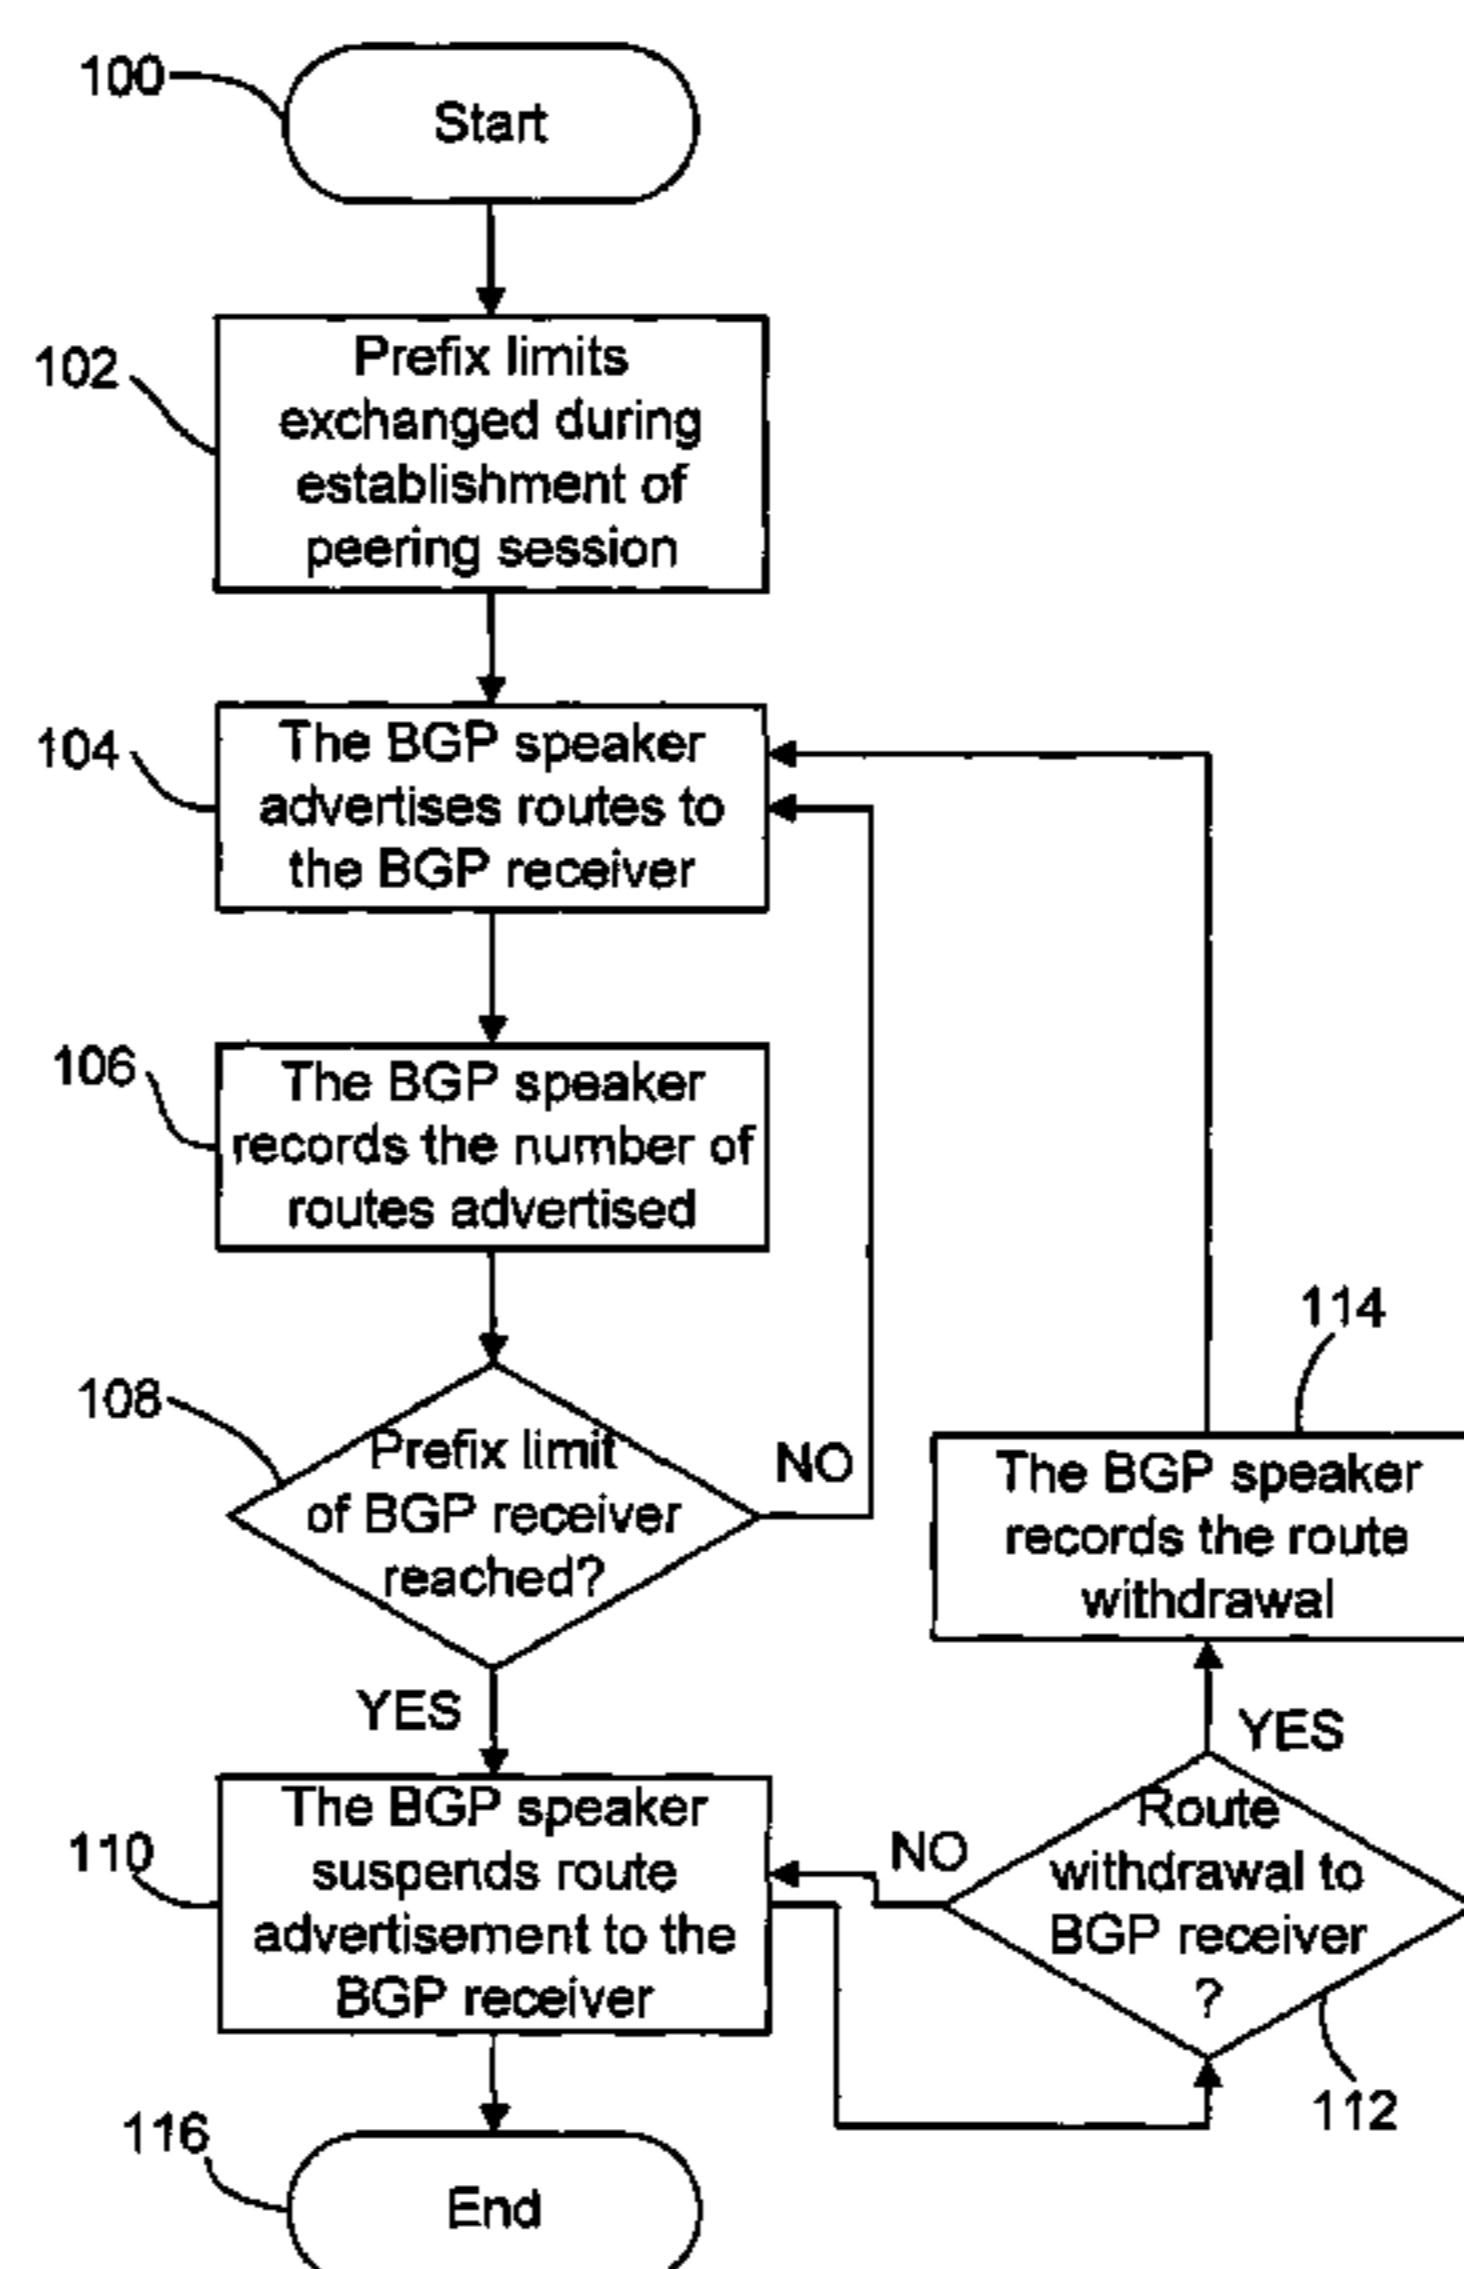 100
Start
102
Prefix limits
exchanged during
establishment of
peering session
104
The BGP speaker
advertises routes to
the BGP receiver
106
The BGP speaker
records the number of
routes advertised
108
Prefix limit
of BGP receiver
reached?
NO
YES
110
The BGP speaker
suspends route
advertisement to the
BGP receiver
114
The BGP speaker
records the route
withdrawal
YES
NO
Route
withdrawal to
BGP receiver
?
112
116
End